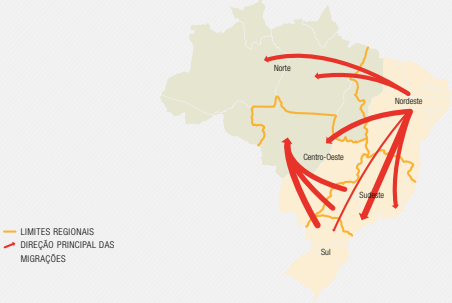 Norte
Nordeste
Centro-Oeste
Sudeste
Sul
LIMITES REGIONAIS
DIREÇÃO PRINCIPAL DAS
MIGRAÇÕES